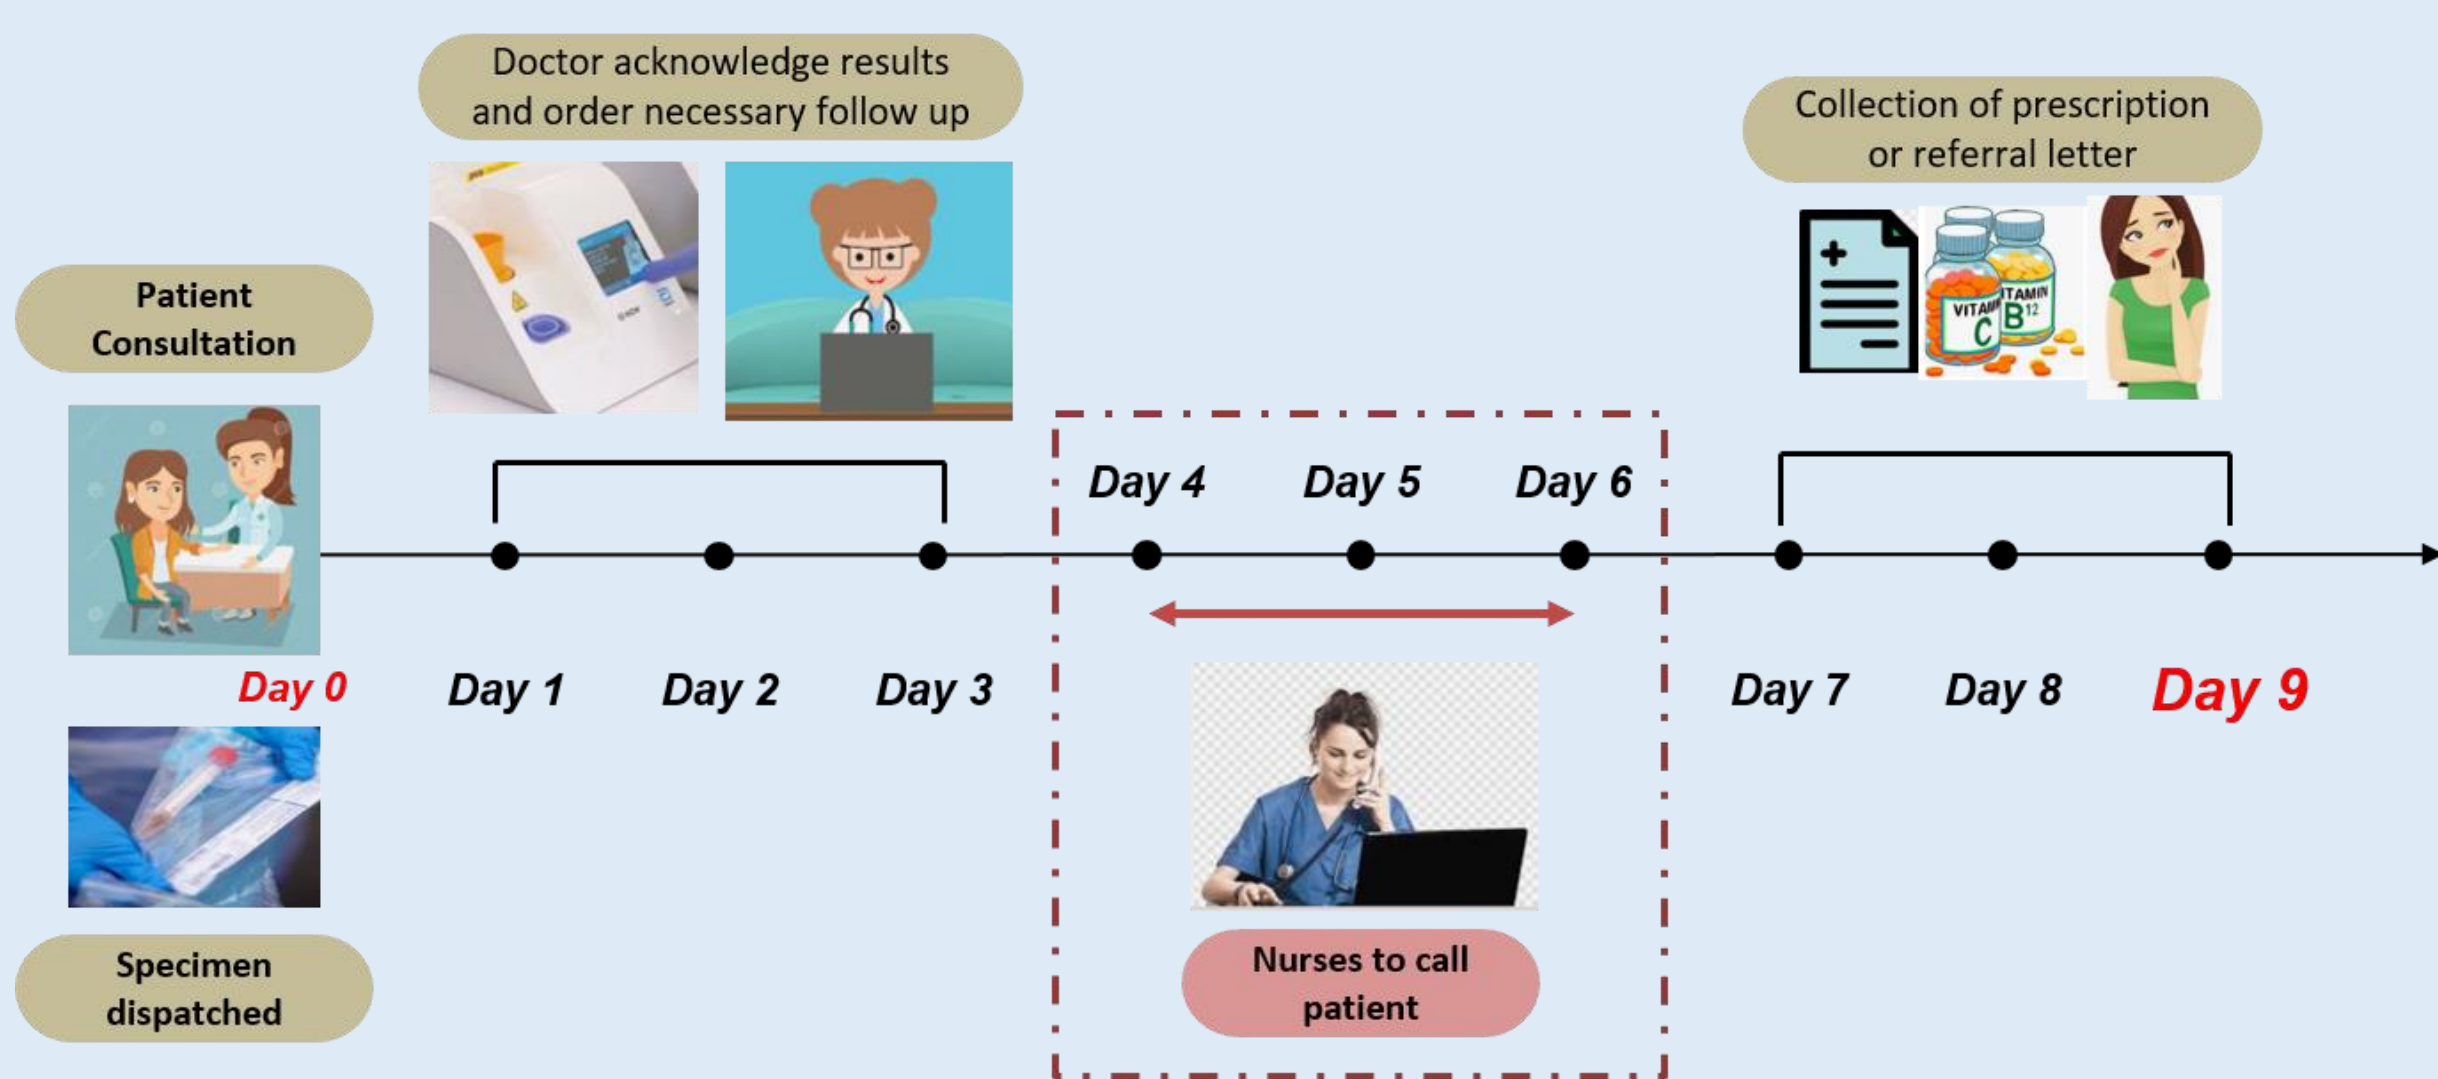 Doctor acknowledge results
and order necessary follow up
Collection of prescription
or referral letter
Patient
Consultation
VITAMIN
B12
C
Day 4
Day 5
Day 6
Day 0
Day 1
Day 2
Day 3
Day 7
Day 8
Day 9
Specimen
dispatched
Nurses to call
patient